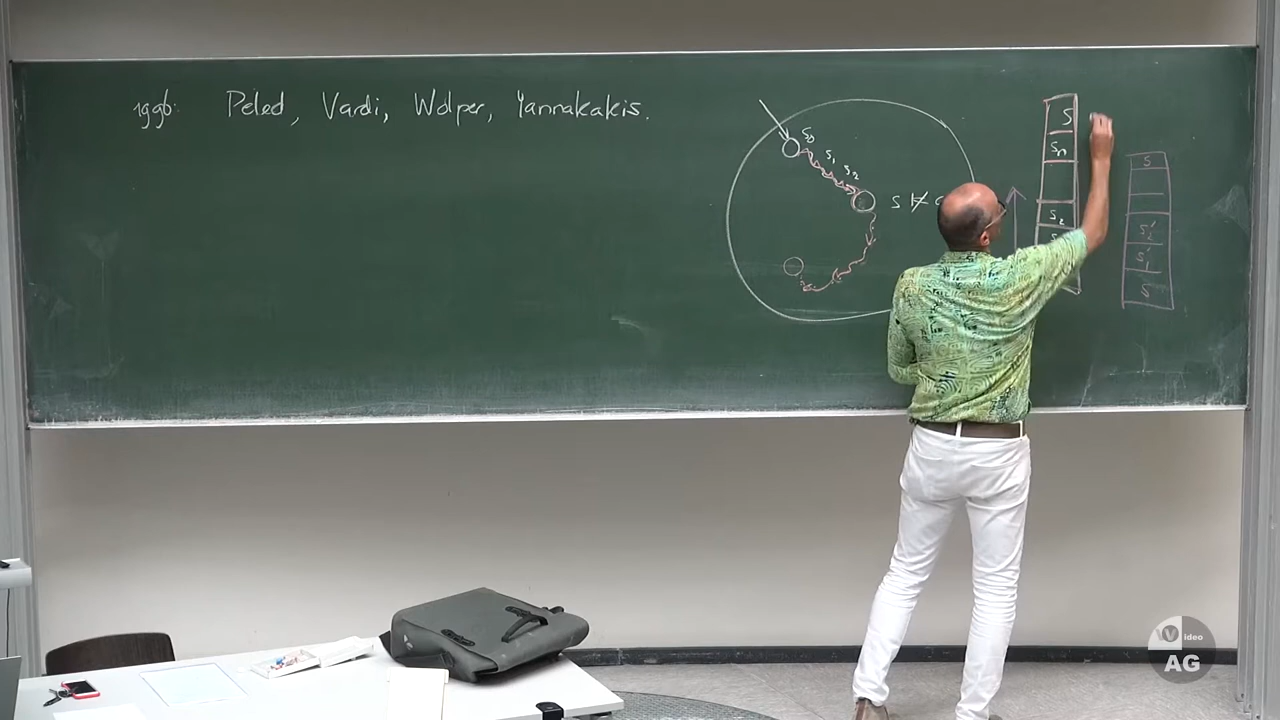 1996: Peled, Vardi, Wolper, Yannakakis.
S0
S1
S2
S ⊭
S
Sn
S2
S
S2'
S1'
S
Video
AG